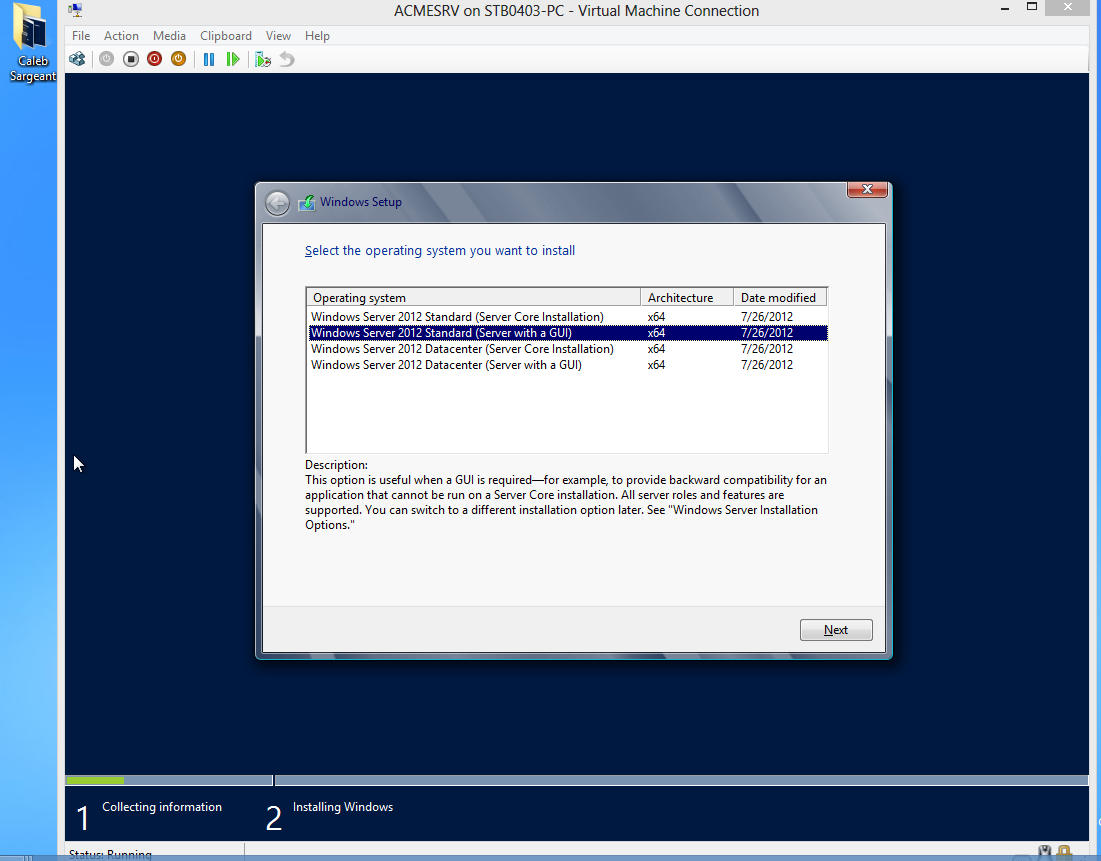 ACMESRV on STB0403-PC - Virtual Machine Connection
Caleb
Sargeant
File Action Media Clipboard View Help
Windows Setup
Select the operating system you want to install
Operating system Architecture Date modified
Windows Server 2012 Standard (Server Core Installation) x64 7/26/2012
Windows Server 2012 Standard (Server with a GUI) x64 7/26/2012
Windows Server 2012 Datacenter (Server Core Installation) x64 7/26/2012
Windows Server 2012 Datacenter (Server with a GUI) x64 7/26/2012
Description:
This option is useful when a GUI is required—for example, to provide backward compatibility for an
application that cannot be run on a Server Core installation. All server roles and features are
supported. You can switch to a different installation option later. See "Windows Server Installation
Options."
Next
1 Collecting information 2 Installing Windows
Status: Running